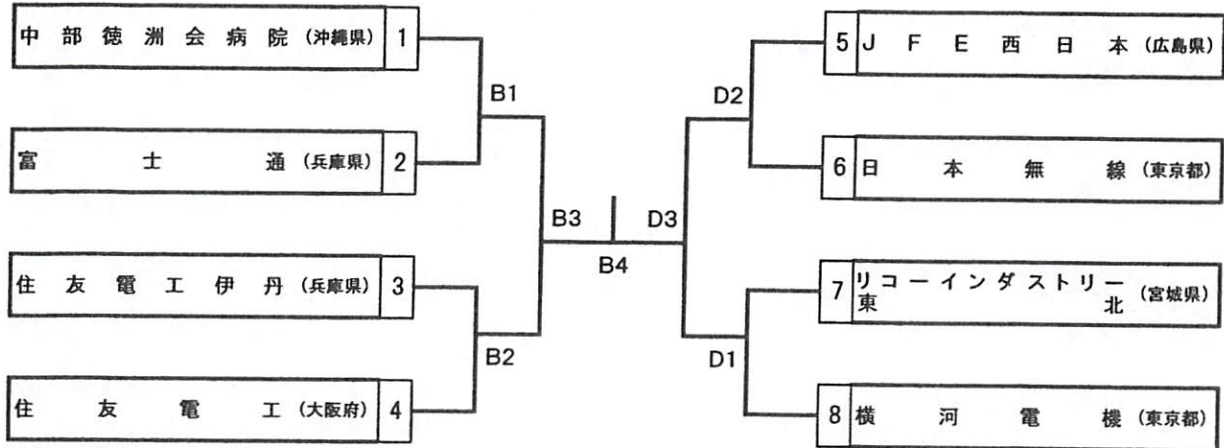 中部徳洲会病院 (沖縄県) 1
B1
富士通 (兵庫県) 2
B3
住友電工伊丹 (兵庫県) 3
B2
住友電工 (大阪府) 4
B4
5 JFE西日本 (広島県)
D2
6 日本無線 (東京都)
D3
7 リコーインダストリー
東北 (宮城県)
D1
8 横河電機 (東京都)